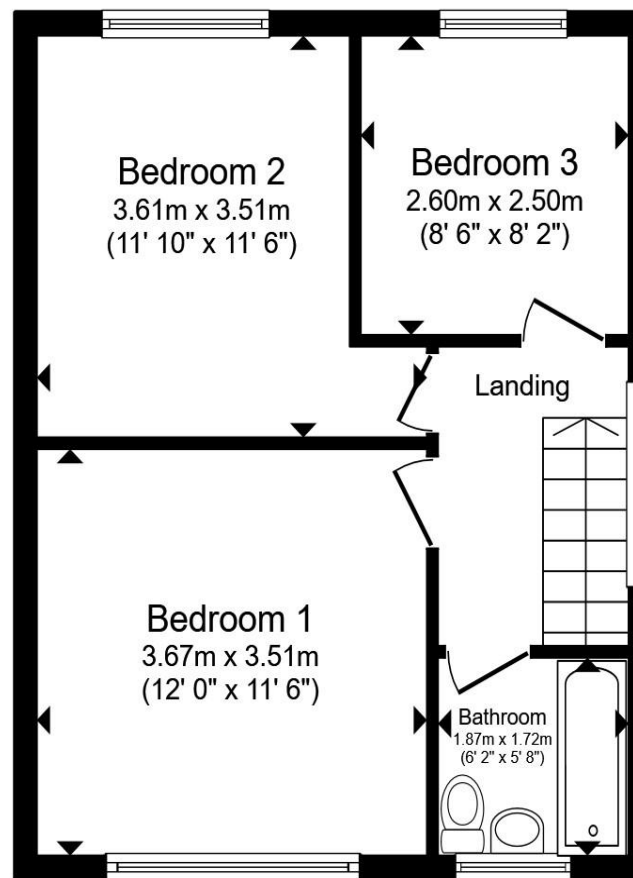 Bedroom 2
3.61m x 3.51m
(11' 10" x 11' 6")
Bedroom 3
2.60m x 2.50m
(8' 6" x 8' 2")
Landing
Bedroom 1
3.67m x 3.51m
(12' 0" x 11' 6")
Bathroom
1.87m x 1.72m
(6' 2" x 5' 8")